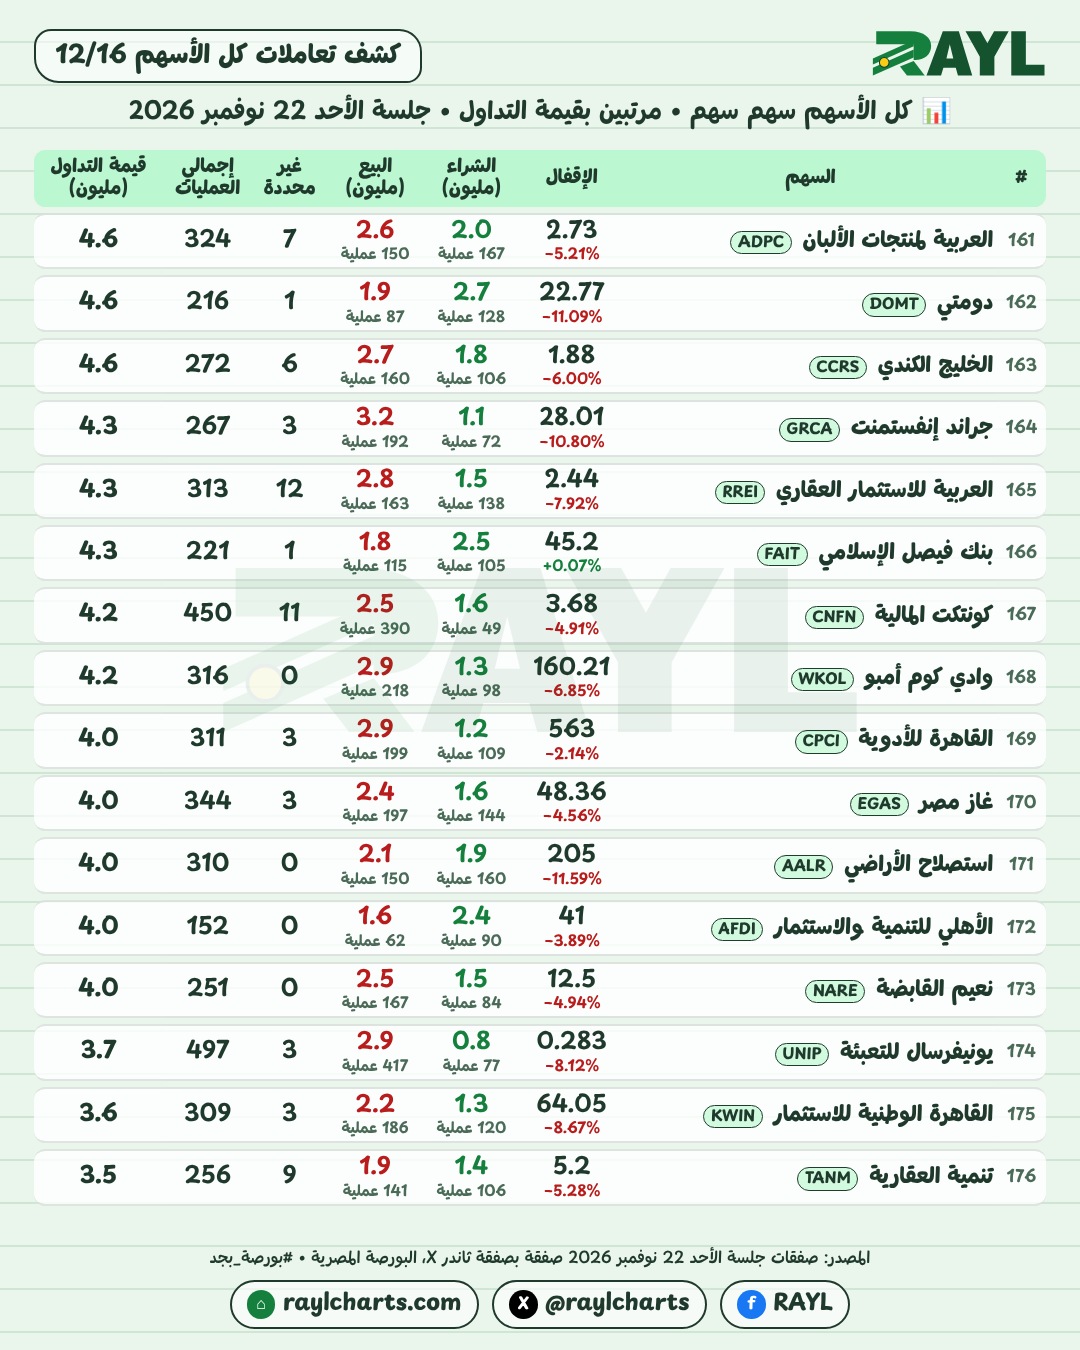 كشف تعاملات كل الأسهم 12/16
RAYL
📊 كل الأسهم سهم سهم • مرتبين بقيمة التداول • جلسة الأحد 22 نوفمبر 2026
# السهم الإقفال الشراء (مليون) البيع (مليون) غير محددة إجمالي العمليات قيمة التداول (مليون)
161 العربية لمنتجات الألبان ADPC 2.73 2.0 2.6 7 324 4.6
-5.21% 167 عملية 150 عملية
162 دومتي DOMT 22.77 2.7 1.9 1 216 4.6
-11.09% 128 عملية 87 عملية
163 الخليج الكندي CCRS 1.88 1.8 2.7 6 272 4.6
-6.00% 106 عملية 160 عملية
164 جراند إنفستمنت GRCA 28.01 1.1 3.2 3 267 4.3
-10.80% 72 عملية 192 عملية
165 العربية للاستثمار العقاري RREI 2.44 1.5 2.8 12 313 4.3
-7.92% 138 عملية 163 عملية
166 بنك فيصل الإسلامي FAIT 45.2 2.5 1.8 1 221 4.3
+0.07% 105 عملية 115 عملية
167 كونتكت المالية CNFN 3.68 1.6 2.5 11 450 4.2
-4.91% 49 عملية 390 عملية
168 وادي كوم أمبو WKOL 160.21 1.3 2.9 0 316 4.2
-6.85% 98 عملية 218 عملية
169 القاهرة للأدوية CPCI 563 1.2 2.9 3 311 4.0
-2.14% 109 عملية 199 عملية
170 غاز مصر EGAS 48.36 1.6 2.4 3 344 4.0
-4.56% 144 عملية 197 عملية
171 استصلاح الأراضي AALR 205 1.9 2.1 0 310 4.0
-11.59% 160 عملية 150 عملية
172 الأهلي للتنمية والاستثمار AFDI 41 2.4 1.6 0 152 4.0
-3.89% 90 عملية 62 عملية
173 نعيم القابضة NARE 12.5 1.5 2.5 0 251 4.0
-4.94% 84 عملية 167 عملية
174 يونيفرسال للتعبئة UNIP 0.283 0.8 2.9 3 497 3.7
-8.12% 77 عملية 417 عملية
175 القاهرة الوطنية للاستثمار KWIN 64.05 1.3 2.2 3 309 3.6
-8.67% 120 عملية 186 عملية
176 تنمية العقارية TANM 5.2 1.4 1.9 9 256 3.5
-5.28% 106 عملية 141 عملية
المصدر: صفقات جلسة الأحد 22 نوفمبر 2026 صفقة بصفقة ثاندر X، البورصة المصرية • #بورصة_بجد
raylcharts.com @raylcharts RAYL